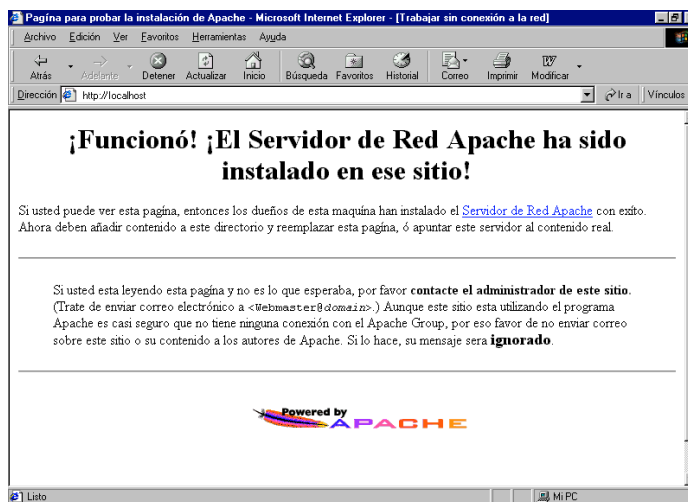 Pagína para probar la instalación de Apache - Microsoft Internet Explorer - [Trabajar sin conexión a la red]
Archivo Edición Ver Favoritos Herramientas Ayuda
Atrás Adelante Detener Actualizar Inicio Búsqueda Favoritos Historial Correo Imprimir Modificar
Dirección http://localhost Ir a Vínculos
¡Funcionó! ¡El Servidor de Red Apache ha sido
instalado en ese sitio!
Si usted puede ver esta pagína, entonces los dueños de esta maquína han instalado el Servidor de Red Apache con exíto.
Ahora deben añadir contenido a este directorio y reemplazar esta pagína, ó apuntar este servidor al contenido real.
Si usted esta leyendo esta pagína y no es lo que esperaba, por favor contacte el administrador de este sitio.
(Trate de enviar correo electrónico a <Webmaster@domain>.) Aunque este sitio esta utilizando el programa
Apache es casi seguro que no tiene ninguna conexión con el Apache Group, por eso favor de no enviar correo
sobre este sitio o su contenido a los autores de Apache. Si lo hace, su mensaje sera ignorado.
Powered by
APACHE
Listo Mi PC